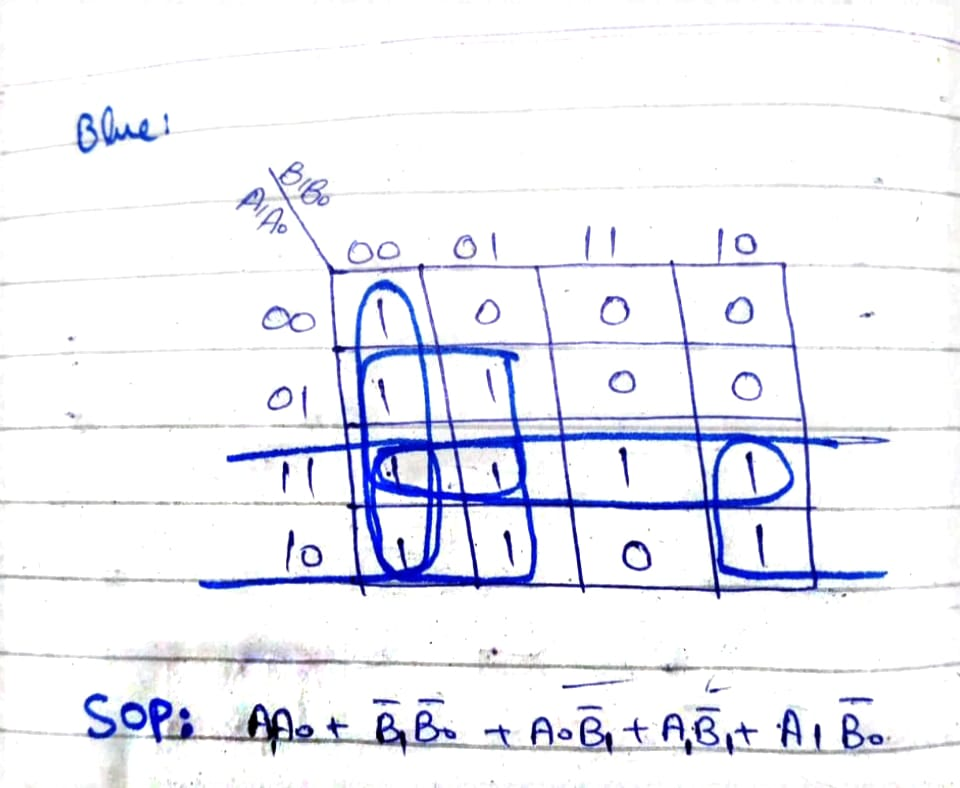 Blue:
B₁B₀
A₁A₀
00 01 11 10
00 1 0 0 0
01 1 1 0 0
11 1 1 1 1
10 1 1 0 1
SOP: A₁A₀ + B̅₁B̅₀ + A₀B̅₁ + A₁B̅₁ + A₁B̅₀